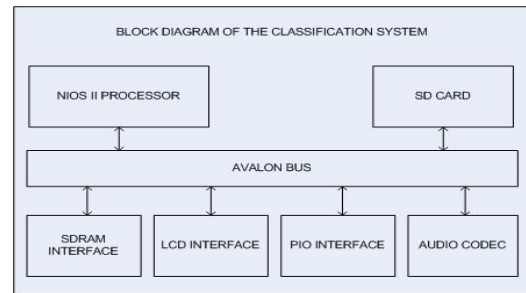 BLOCK DIAGRAM OF THE CLASSIFICATION SYSTEM
NIOS II PROCESSOR
SD CARD
AVALON BUS
SDRAM
INTERFACE
LCD INTERFACE
PIO INTERFACE
AUDIO CODEC